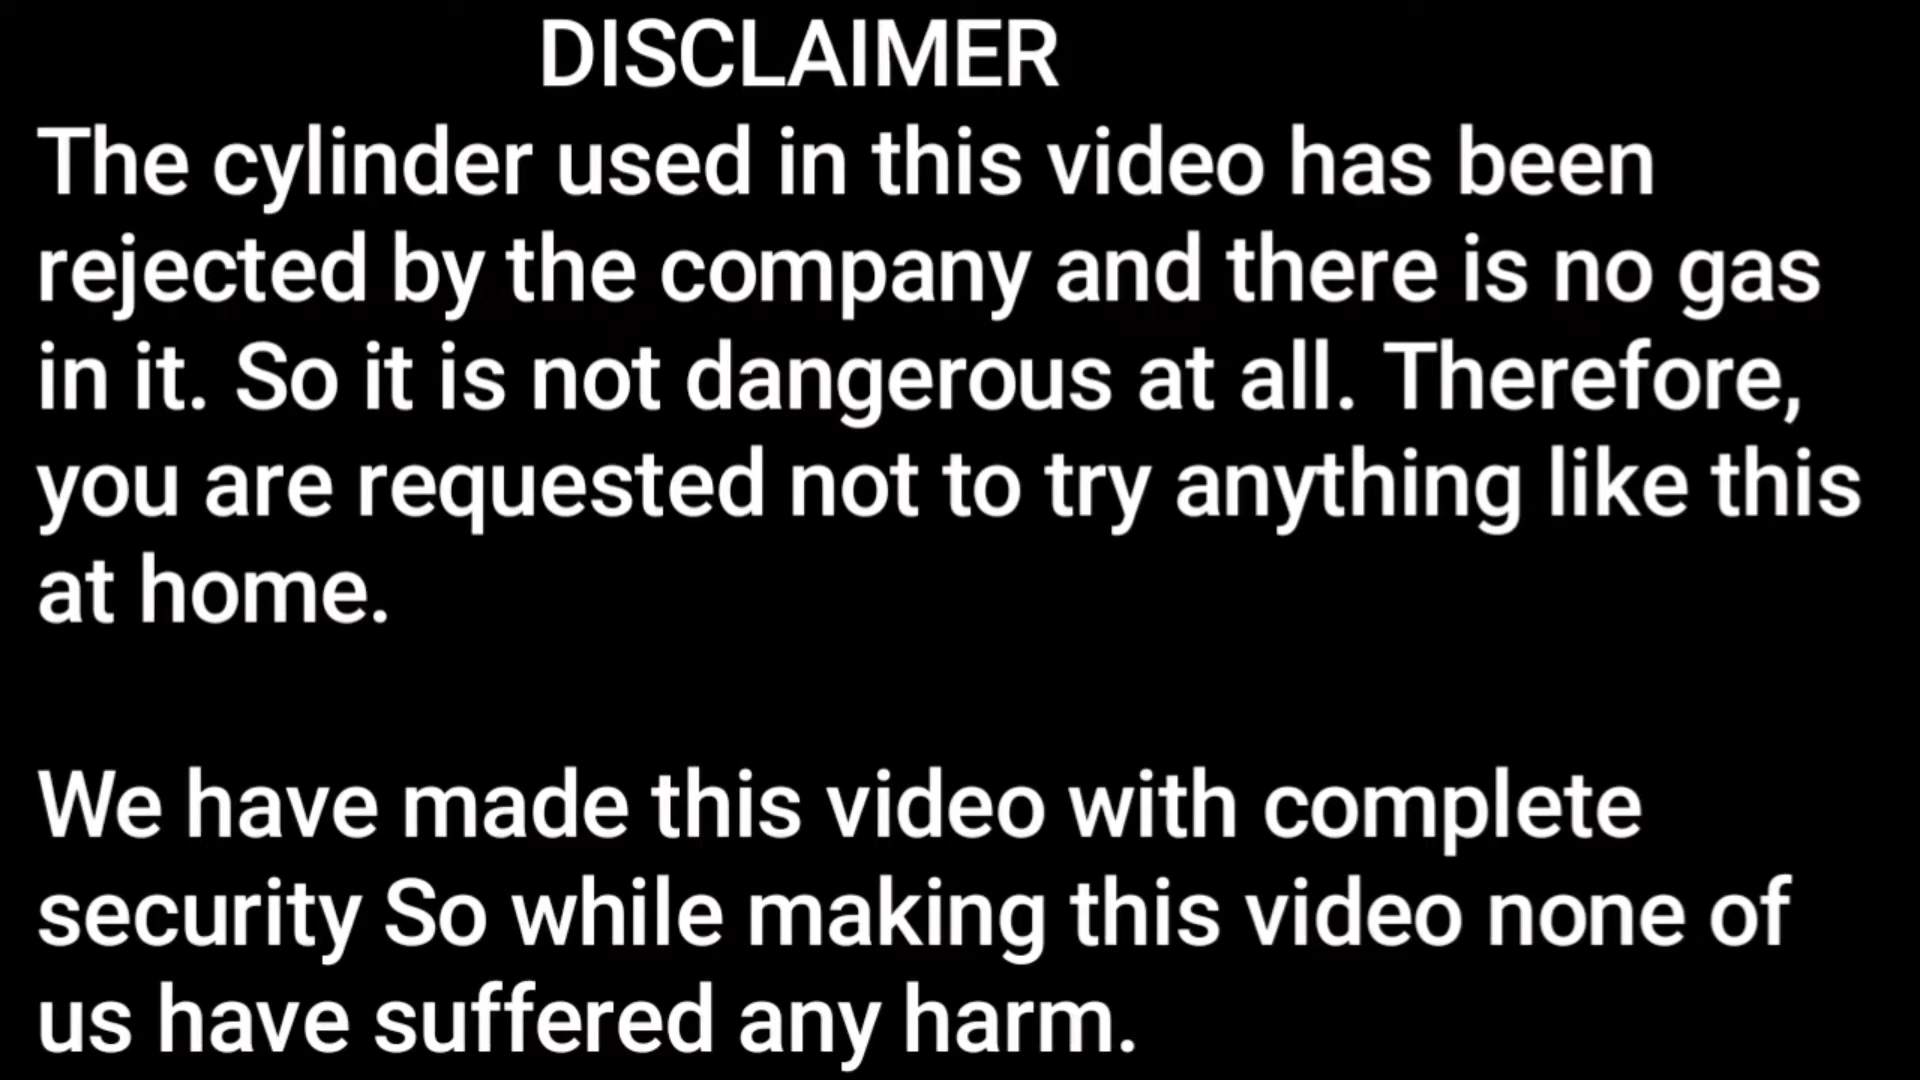 DISCLAIMER
The cylinder used in this video has been
rejected by the company and there is no gas
in it. So it is not dangerous at all. Therefore,
you are requested not to try anything like this
at home.
We have made this video with complete
security So while making this video none of
us have suffered any harm.